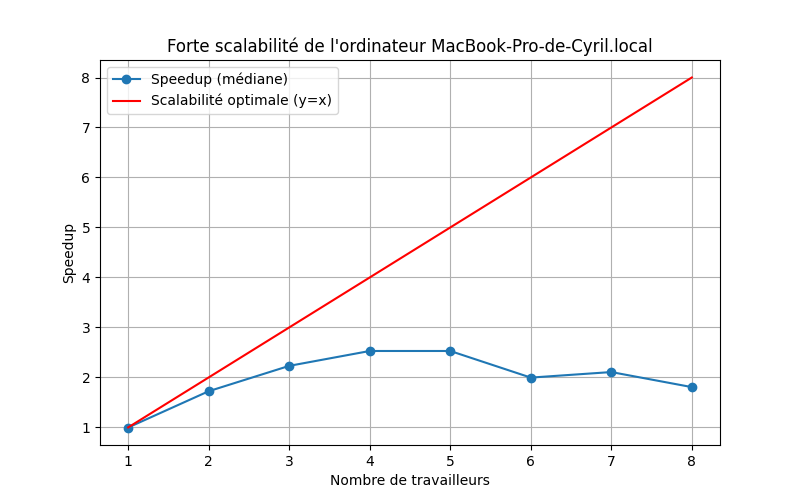 Forte scalabilité de l'ordinateur MacBook-Pro-de-Cyril.local
Speedup (médiane)
Scalabilité optimale (y=x)
8
7
6
5
4
3
2
1
Speedup
1 2 3 4 5 6 7 8
Nombre de travailleurs